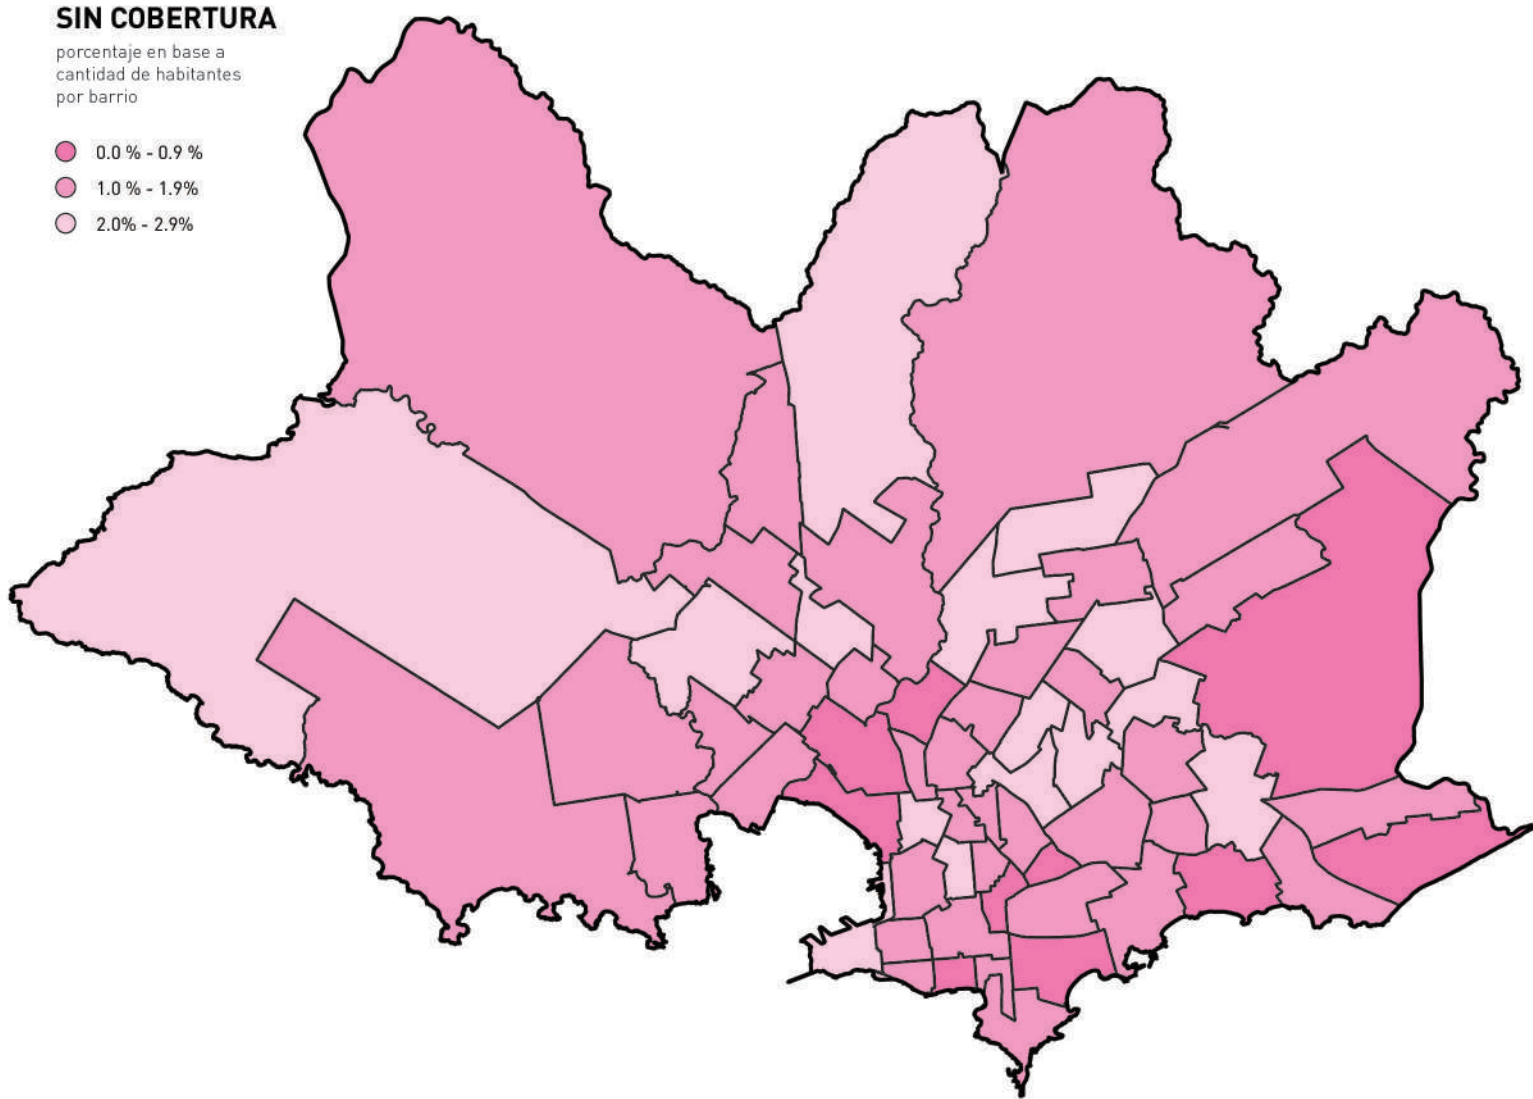 SIN COBERTURA
porcentaje en base a
cantidad de habitantes
por barrio
0.0 % - 0.9 %
1.0 % - 1.9%
2.0% - 2.9%